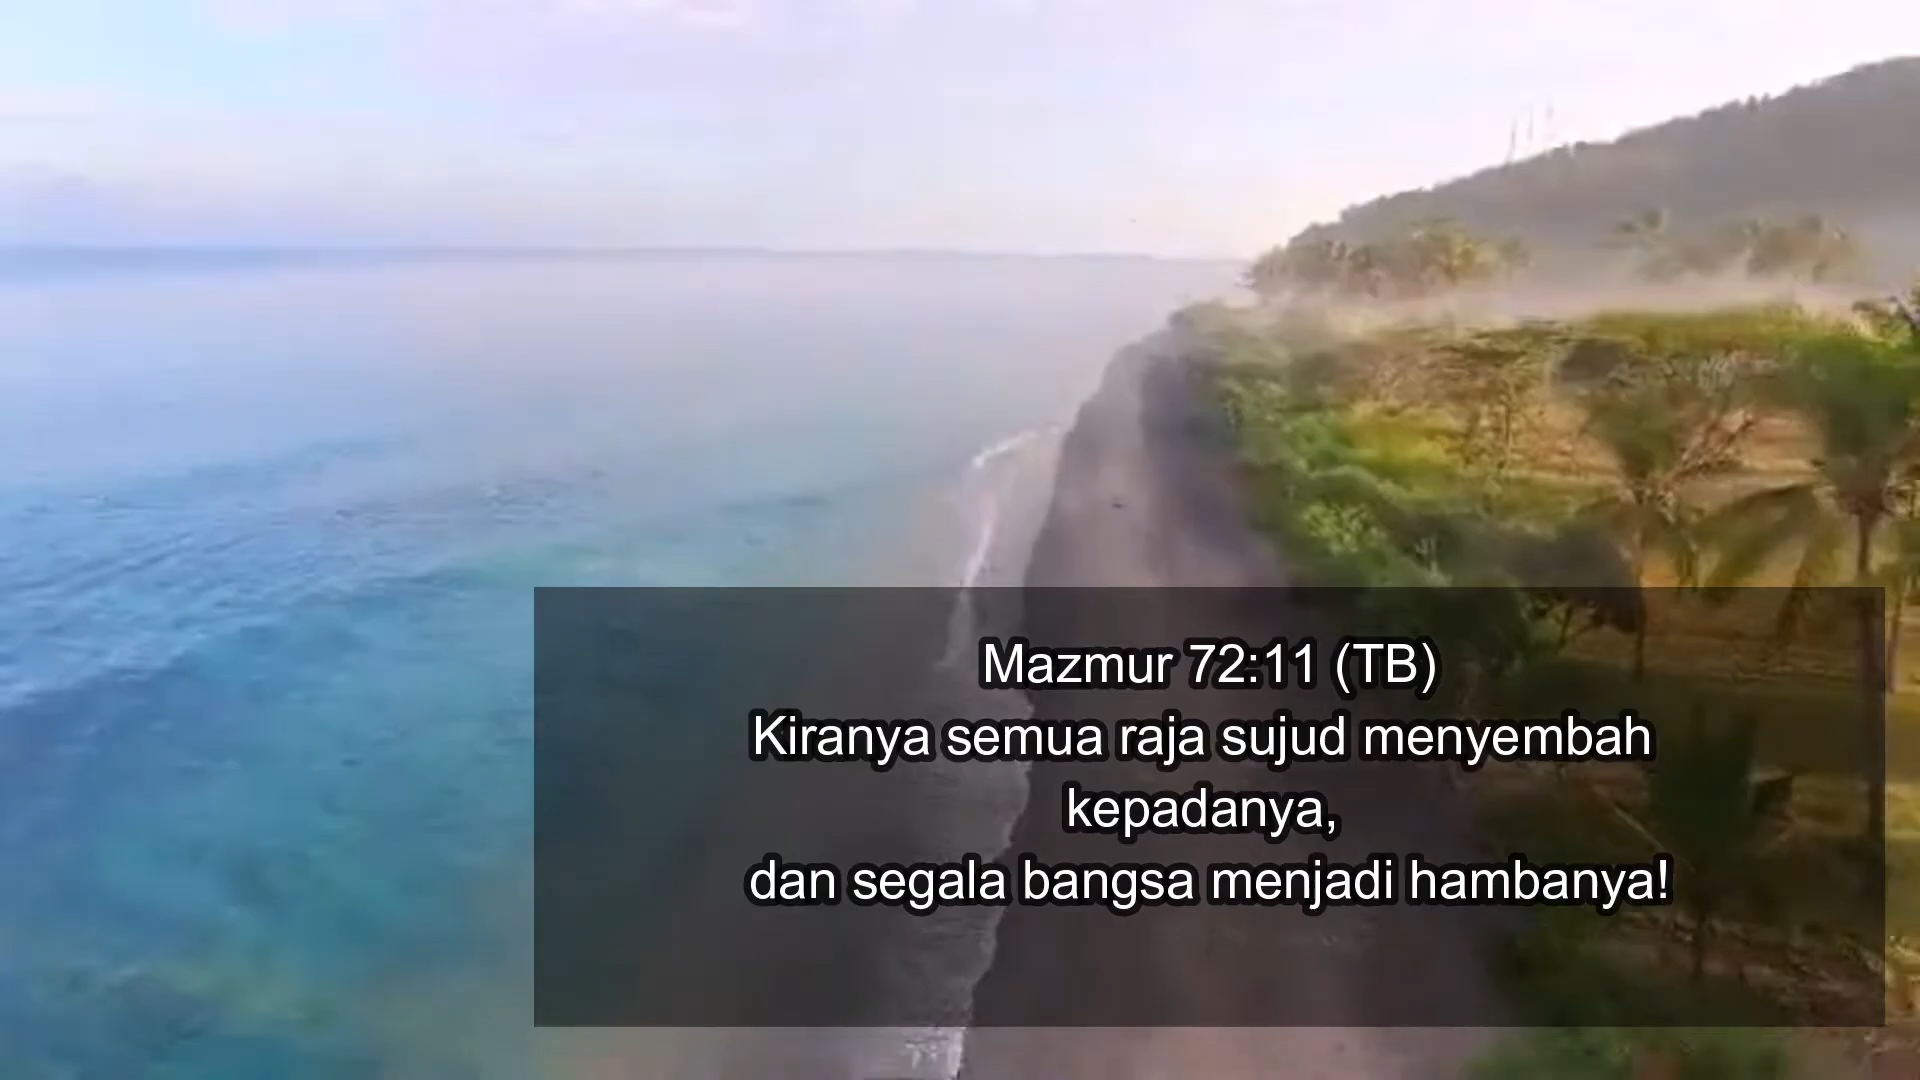 Mazmur 72:11 (TB)
Kiranya semua raja sujud menyembah
kepadanya,
dan segala bangsa menjadi hambanya!